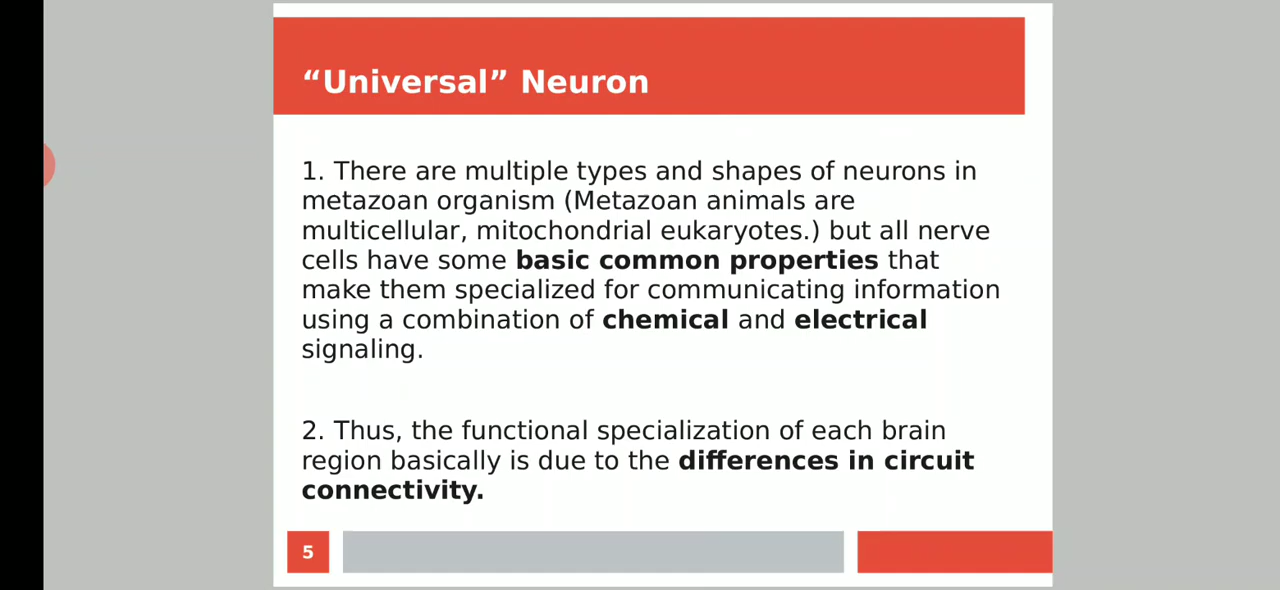 “Universal” Neuron
1. There are multiple types and shapes of neurons in
metazoan organism (Metazoan animals are
multicellular, mitochondrial eukaryotes.) but all nerve
cells have some basic common properties that
make them specialized for communicating information
using a combination of chemical and electrical
signaling.
2. Thus, the functional specialization of each brain
region basically is due to the differences in circuit
connectivity.
5